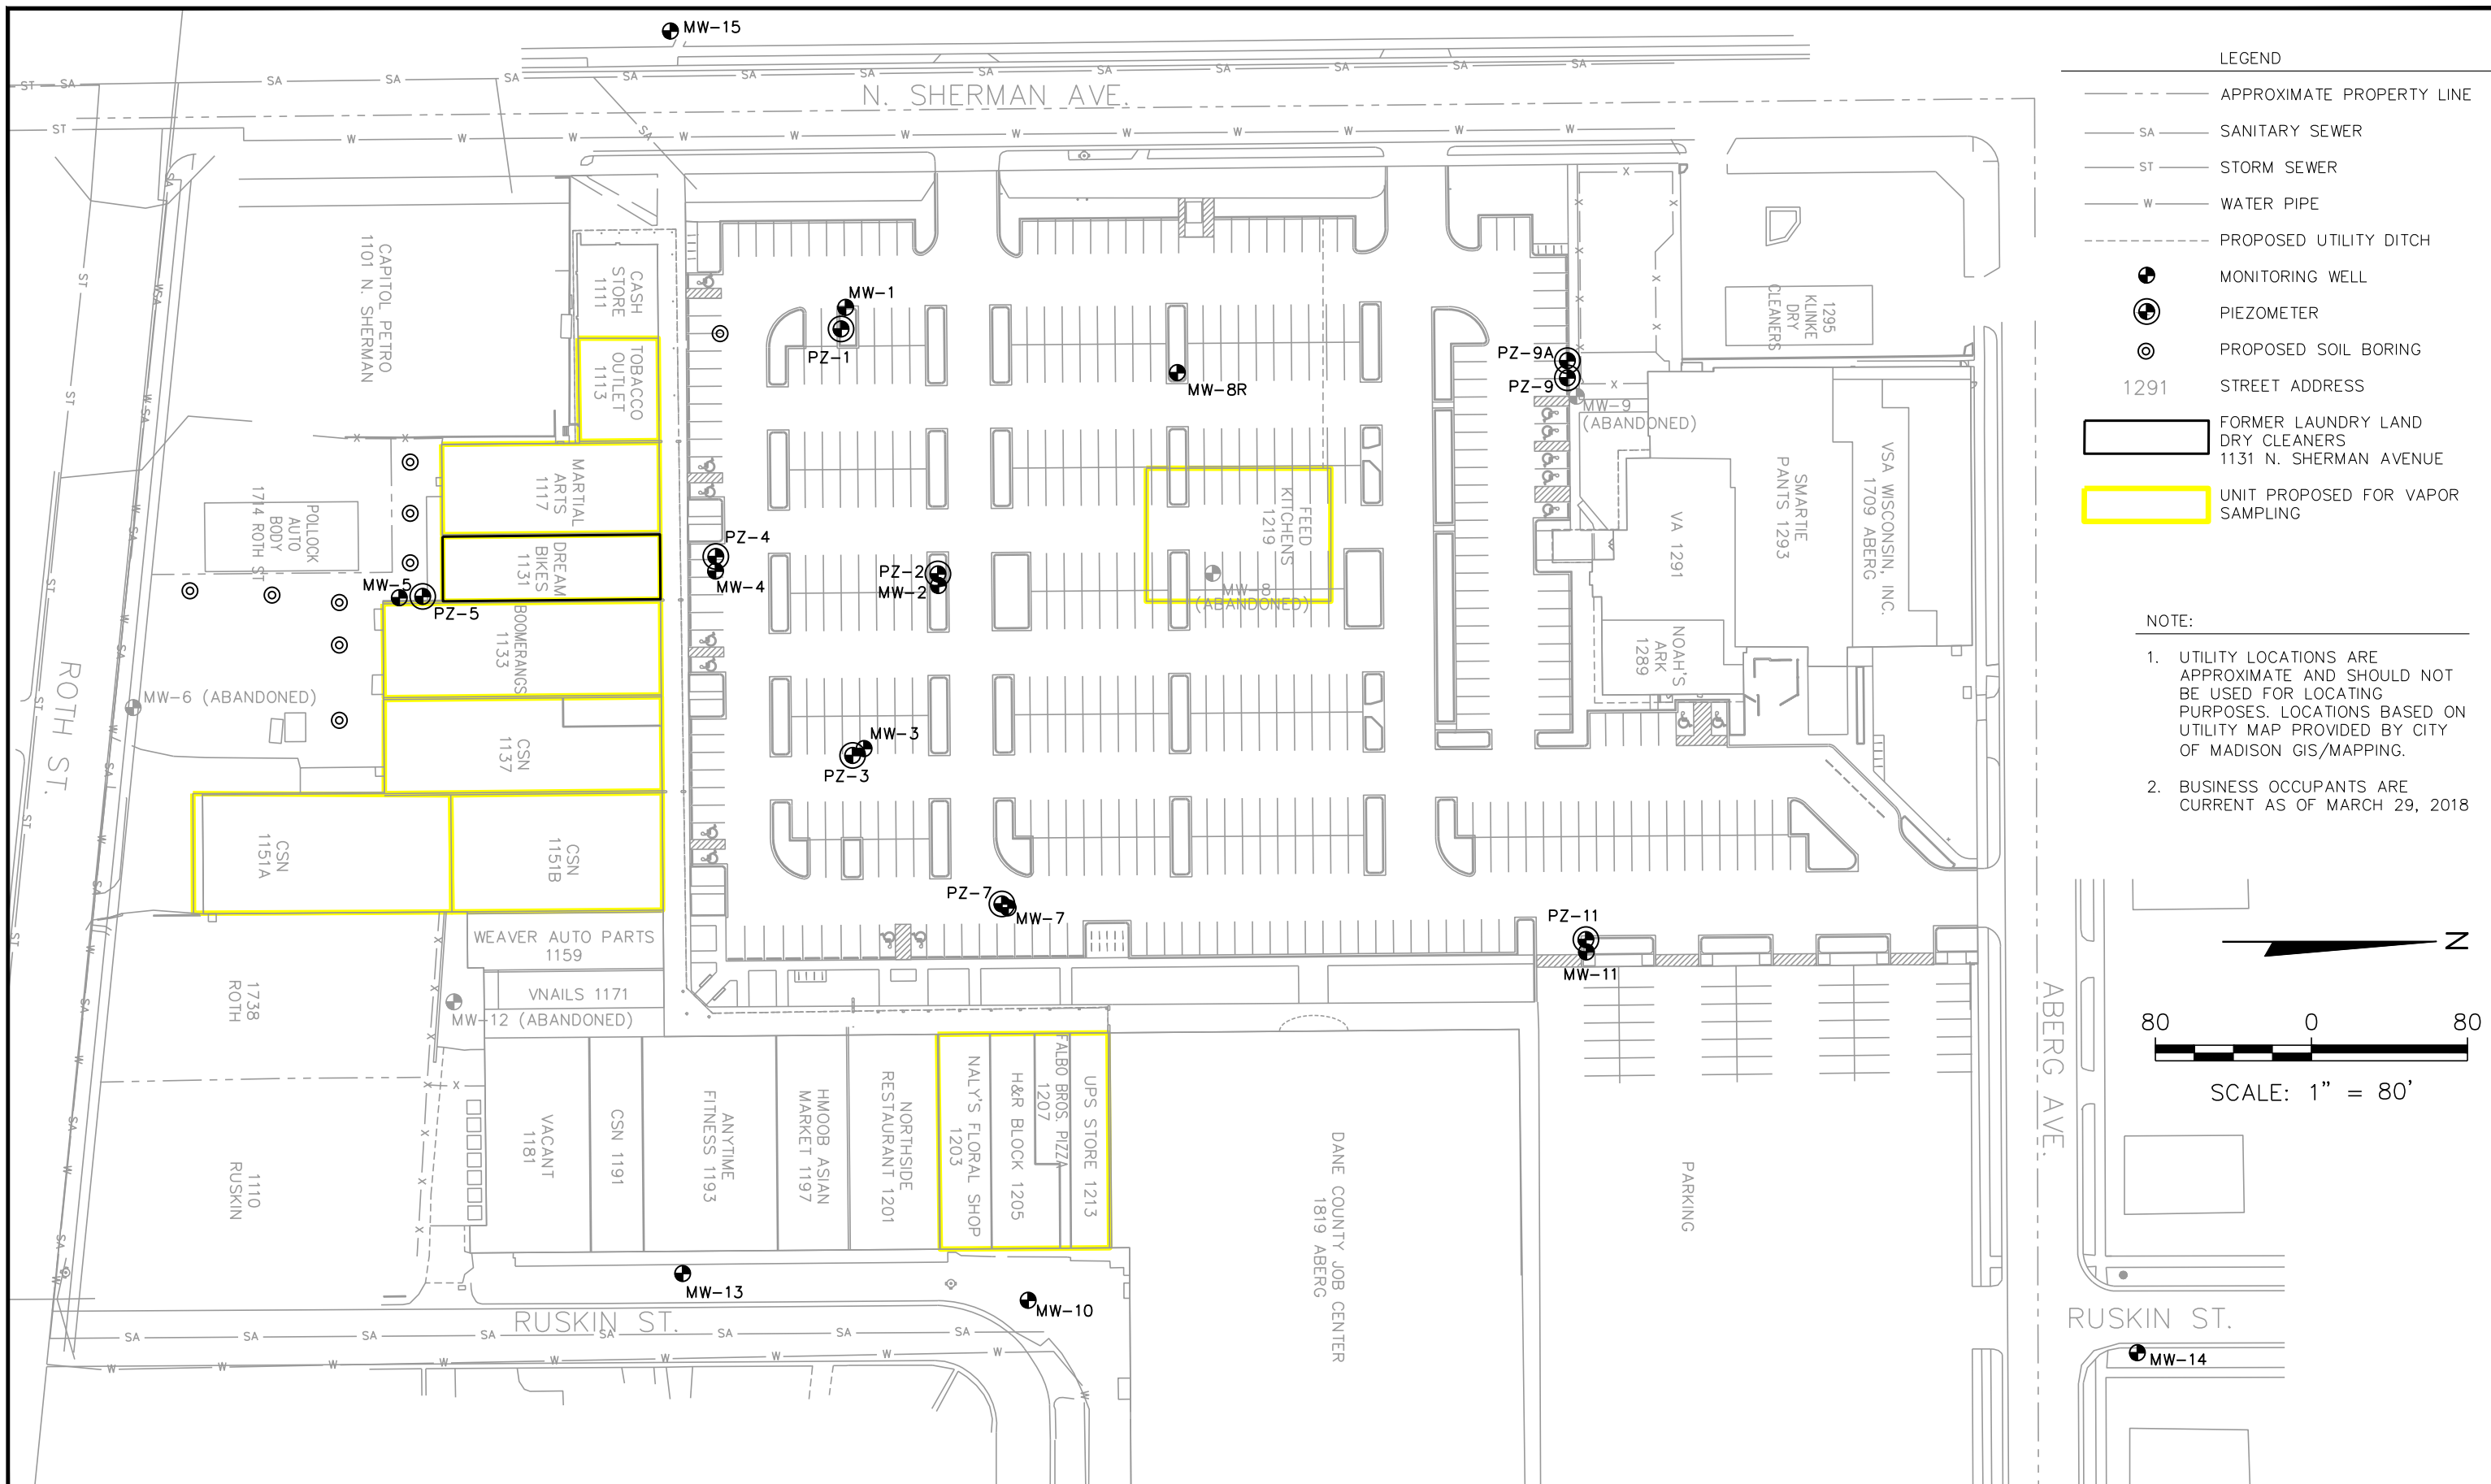 MW-15
N. SHERMAN AVE.
CAPITOL PETRO
1101 N. SHERMAN
CASH
STORE
1111
TOBACCO
OUTLET
1113
MARTIAL
ARTS
1117
DREAM
BIKES
1131
BOOMERANGS
1133
CSN
1137
CSN
1151A
CSN
1151B
POLLOCK
AUTO
BODY
1714 ROTH ST
MW-5
PZ-5
MW-6 (ABANDONED)
ROTH ST.
MW-1
PZ-1
MW-8R
PZ-4
MW-4
PZ-2
MW-2
MW-3
PZ-3
PZ-7
MW-7
FEED
KITCHENS
1219
MW-8
(ABANDONED)
PZ-9A
PZ-9
MW-9
(ABANDONED)
1295
KLINKE
DRY
CLEANERS
VA 1291
SMARTIE
PANTS 1293
VSA WISCONSIN, INC.
1709 ABERG
NOAH'S
ARK
1289
PZ-11
MW-11
WEAVER AUTO PARTS
1159
VNAILS 1171
MW-12 (ABANDONED)
1738
ROTH
1110
RUSKIN
VACANT
1181
CSN 1191
ANYTIME
FITNESS 1193
HMOOB ASIAN
MARKET 1197
NORTHSIDE
RESTAURANT 1201
NALY'S FLORAL SHOP
1203
H&R BLOCK 1205
FALBO BROS. PIZZA
1207
UPS STORE 1213
DANE COUNTY JOB CENTER
1819 ABERG
PARKING
MW-13
MW-10
RUSKIN ST.
ABERG AVE.
RUSKIN ST.
MW-14
LEGEND
APPROXIMATE PROPERTY LINE
SA SANITARY SEWER
ST STORM SEWER
W WATER PIPE
PROPOSED UTILITY DITCH
MONITORING WELL
PIEZOMETER
PROPOSED SOIL BORING
1291 STREET ADDRESS
FORMER LAUNDRY LAND
DRY CLEANERS
1131 N. SHERMAN AVENUE
UNIT PROPOSED FOR VAPOR
SAMPLING
NOTE:
1. UTILITY LOCATIONS ARE
APPROXIMATE AND SHOULD NOT
BE USED FOR LOCATING
PURPOSES. LOCATIONS BASED ON
UTILITY MAP PROVIDED BY CITY
OF MADISON GIS/MAPPING.
2. BUSINESS OCCUPANTS ARE
CURRENT AS OF MARCH 29, 2018
N
80 0 80
SCALE: 1" = 80'